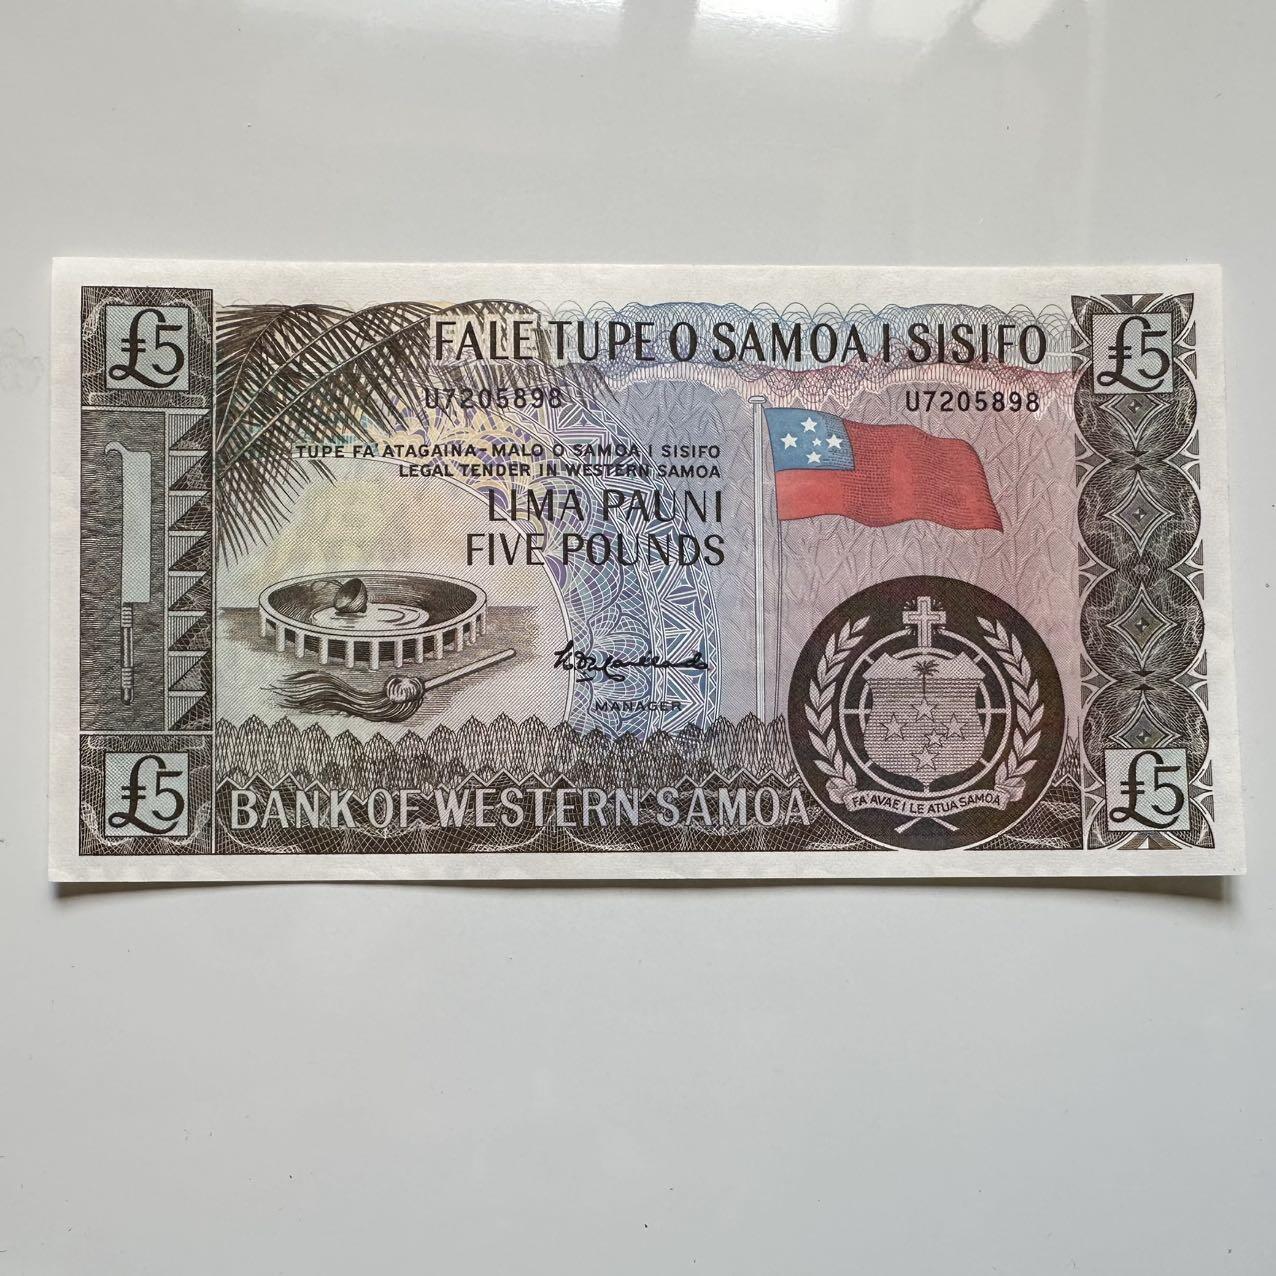 £5
FALE TUPE O SAMOA I SISIFO
£5
U7205898
U7205898
TUPE FA'ATAGAINA-MALO O SAMOA I SISIFO
LEGAL TENDER IN WESTERN SAMOA
LIMA PAUNI
FIVE POUNDS
MANAGER
£5
BANK OF WESTERN SAMOA
FA'AVAE I LE ATUA SAMOA
£5